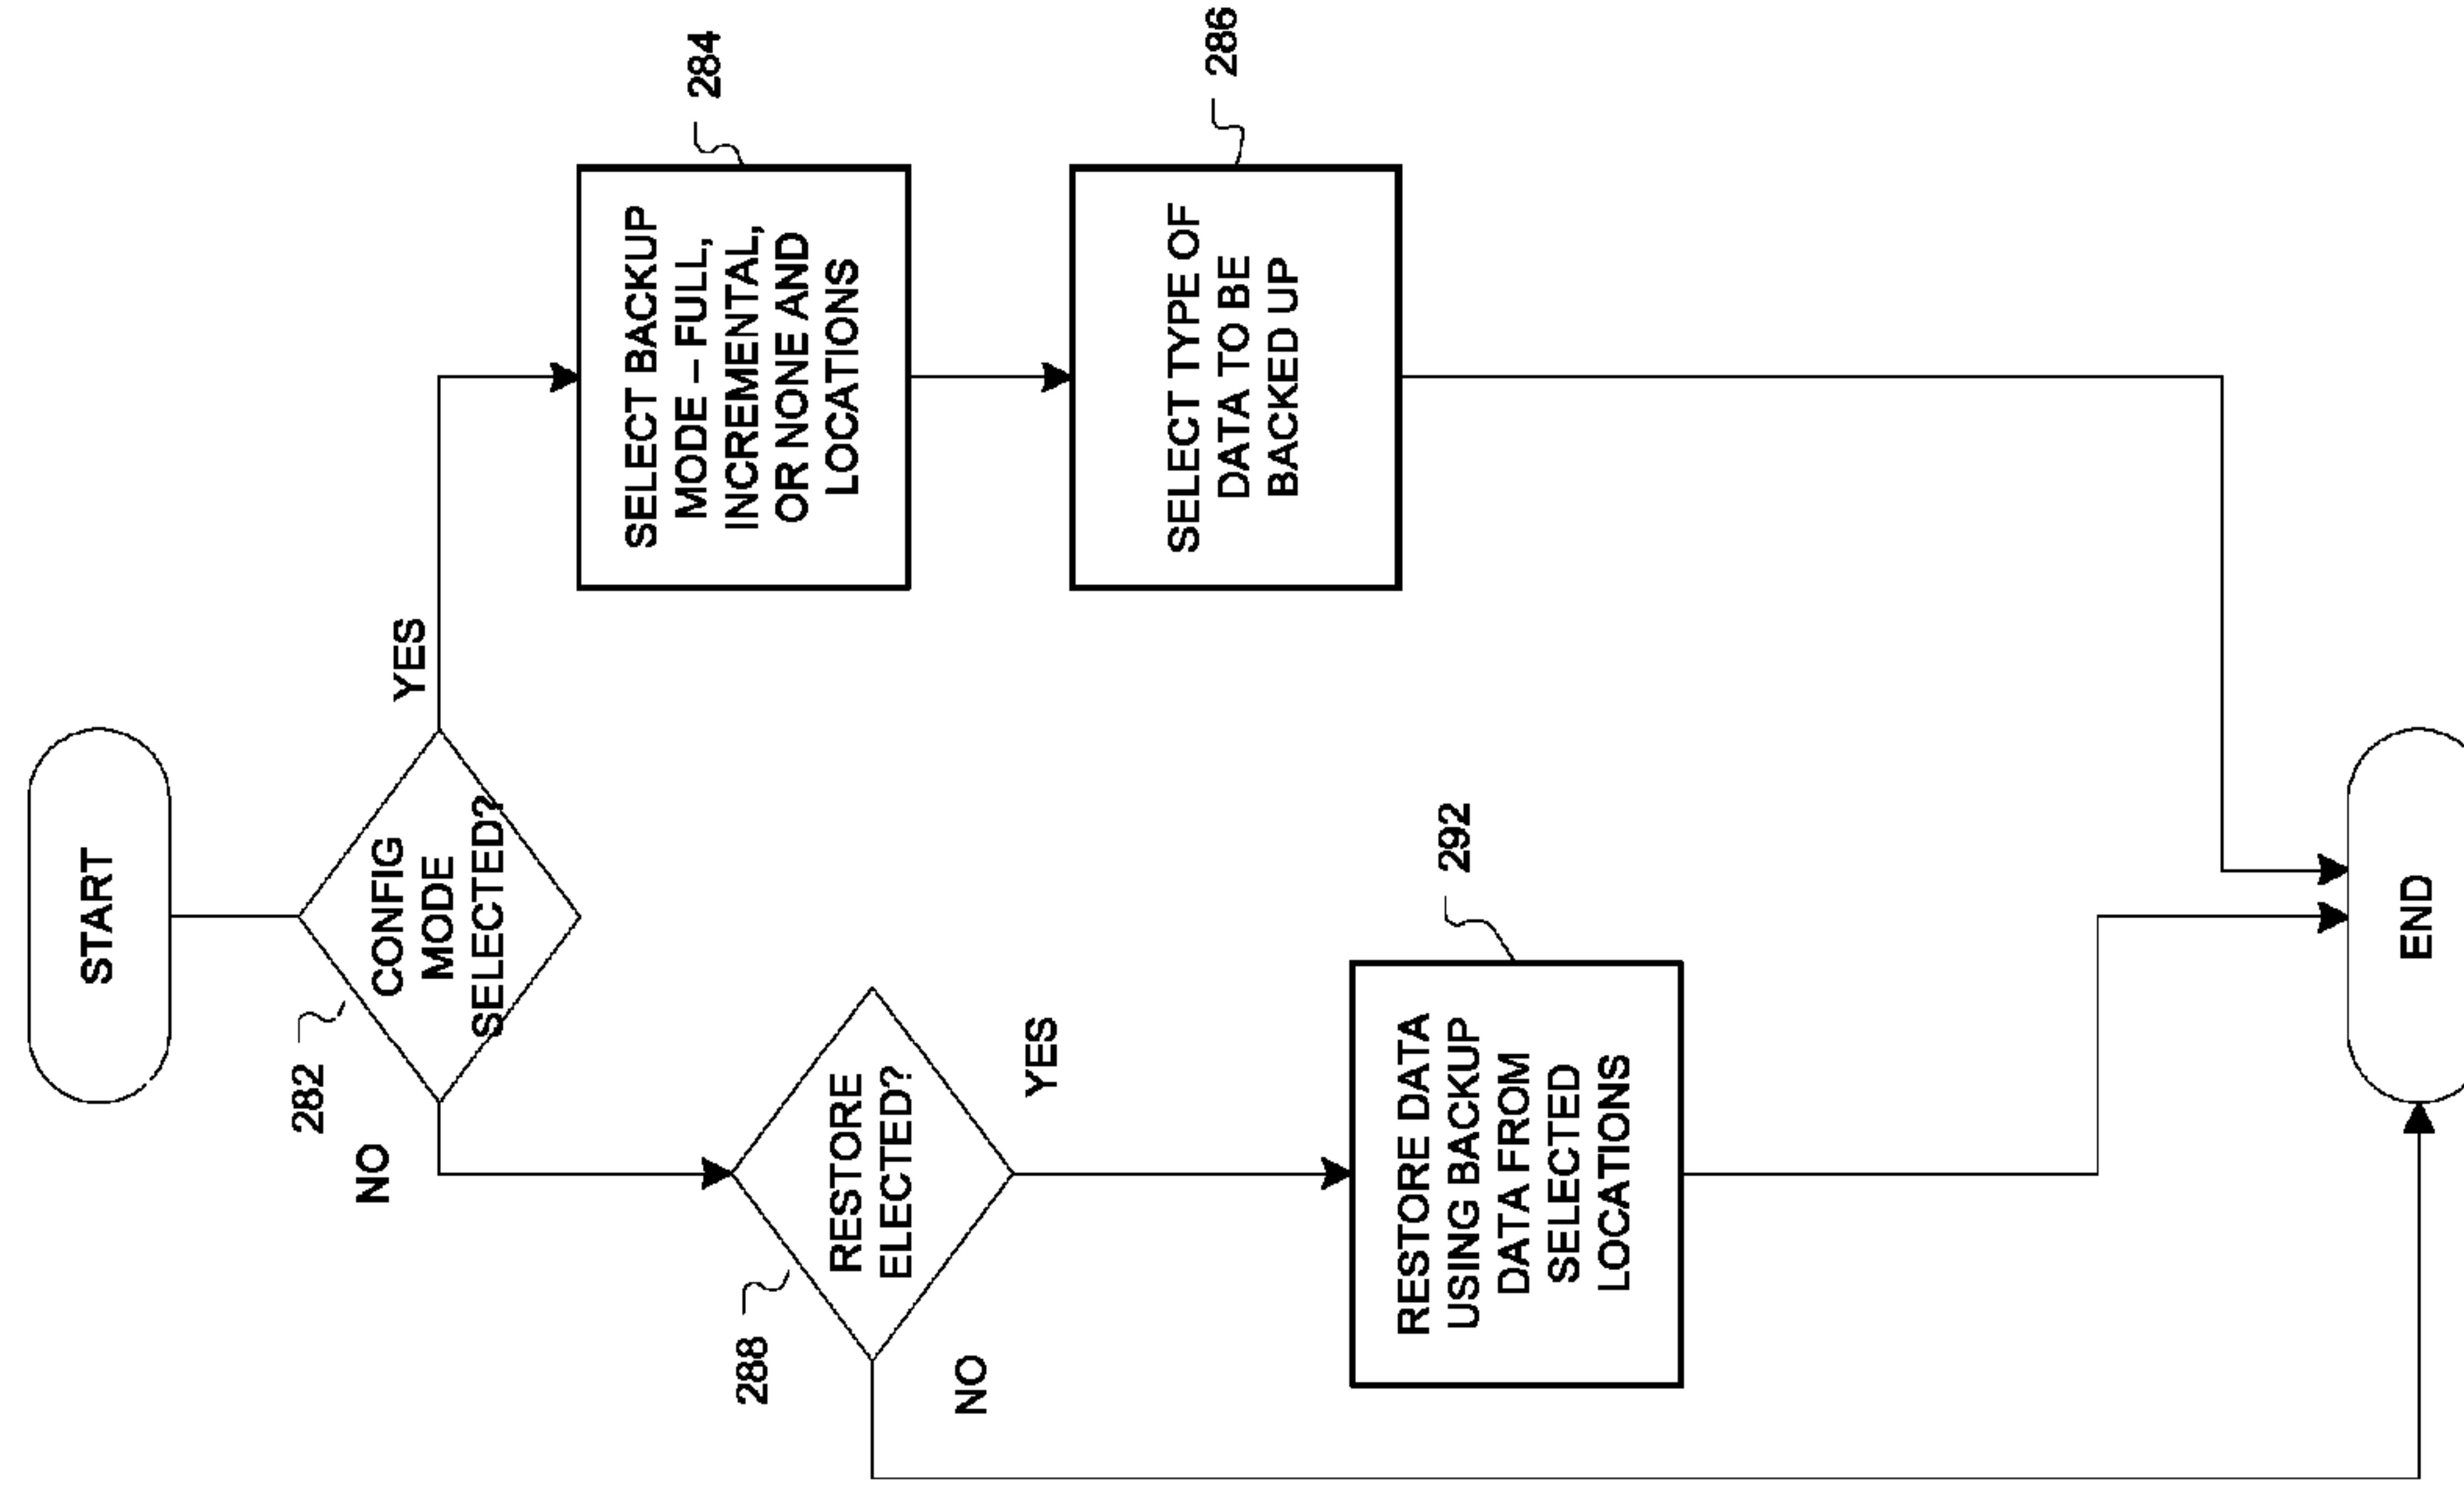 START
282
CONFIG
MODE
SELECTED?
YES
NO
284
SELECT BACKUP
MODE – FULL,
INCREMENTAL,
OR NONE AND
LOCATIONS
286
SELECT TYPE OF
DATA TO BE
BACKED UP
288
RESTORE
ELECTED?
YES
NO
292
RESTORE DATA
USING BACKUP
DATA FROM
SELECTED
LOCATIONS
END